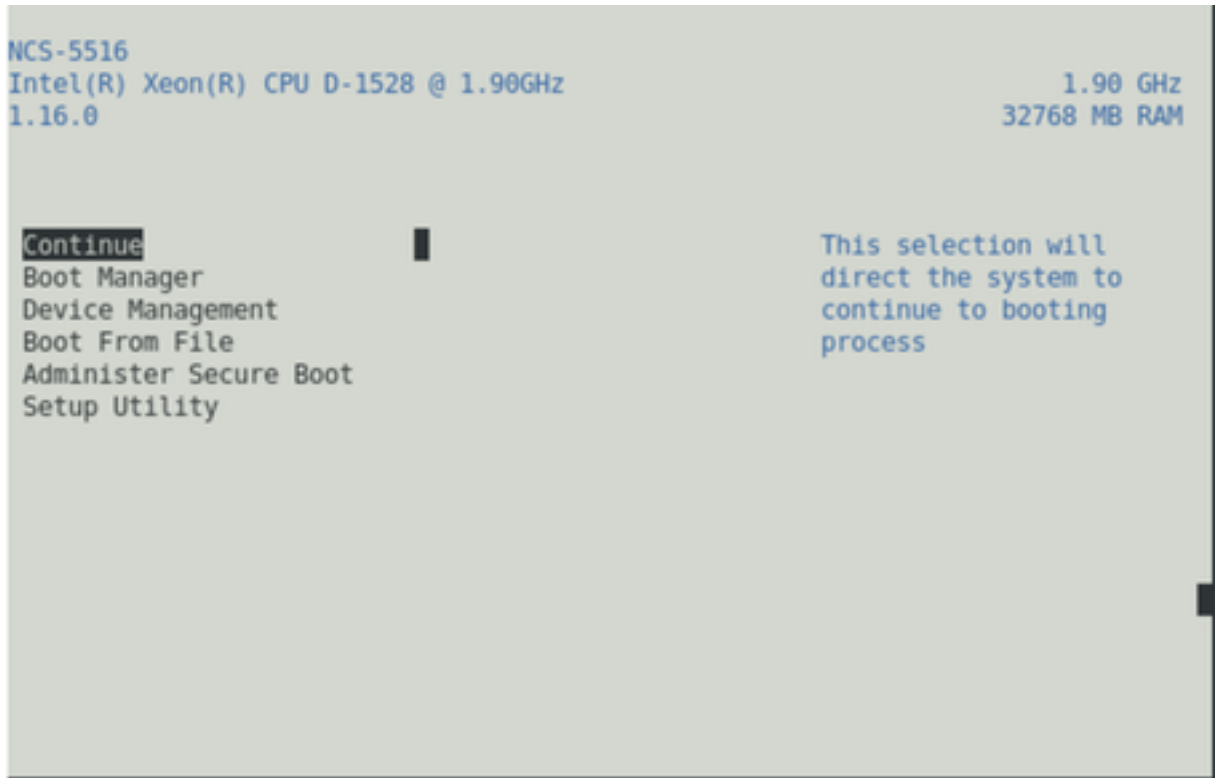 NCS-5516
Intel(R) Xeon(R) CPU D-1528 @ 1.90GHz 1.90 GHz
1.16.0 32768 MB RAM
Continue This selection will
Boot Manager direct the system to
Device Management continue to booting
Boot From File process
Administer Secure Boot
Setup Utility